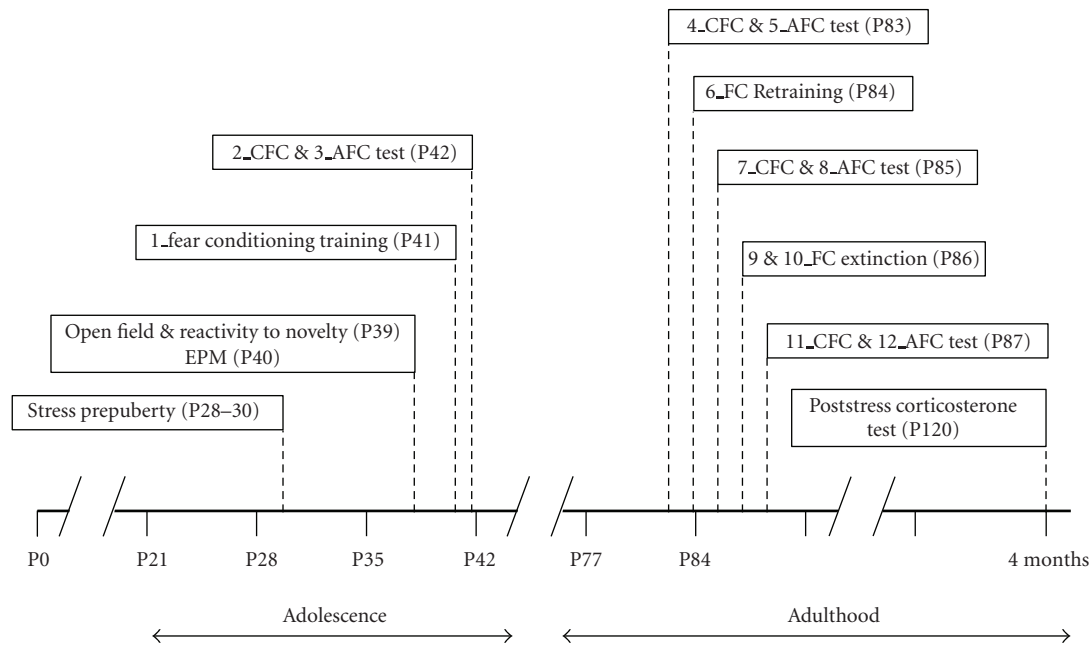 4_CFC & 5_AFC test (P83)
6_FC Retraining (P84)
2_CFC & 3_AFC test (P42)
7_CFC & 8_AFC test (P85)
1_fear conditioning training (P41)
9 & 10_FC extinction (P86)
Open field & reactivity to novelty (P39)
EPM (P40)
11_CFC & 12_AFC test (P87)
Stress prepuberty (P28–30)
Poststress corticosterone
test (P120)
P0 P21 P28 P35 P42 P77 P84 4 months
Adolescence Adulthood